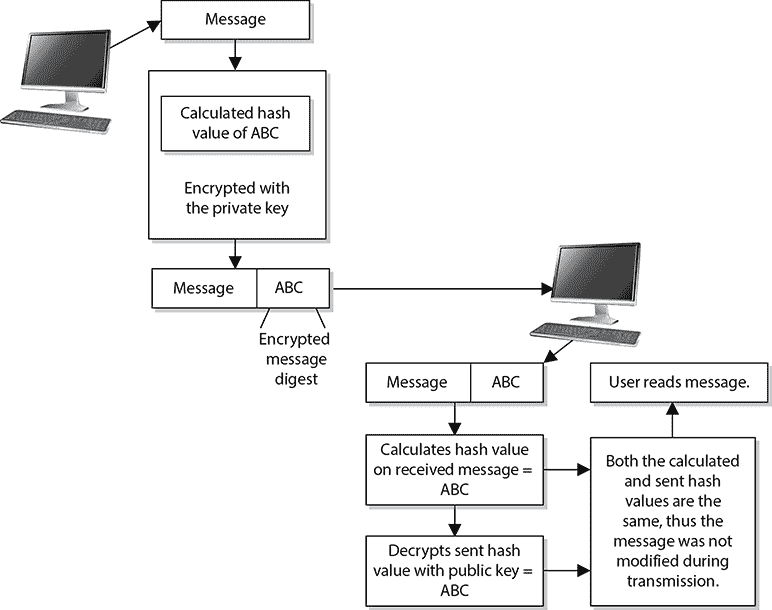 Message
Calculated hash
value of ABC
Encrypted with
the private key
Message
ABC
Encrypted
message
digest
Message
ABC
User reads message.
Calculates hash value
on received message =
ABC
Both the calculated
and sent hash
values are the
same, thus the
message was not
modified during
transmission.
Decrypts sent hash
value with public key =
ABC